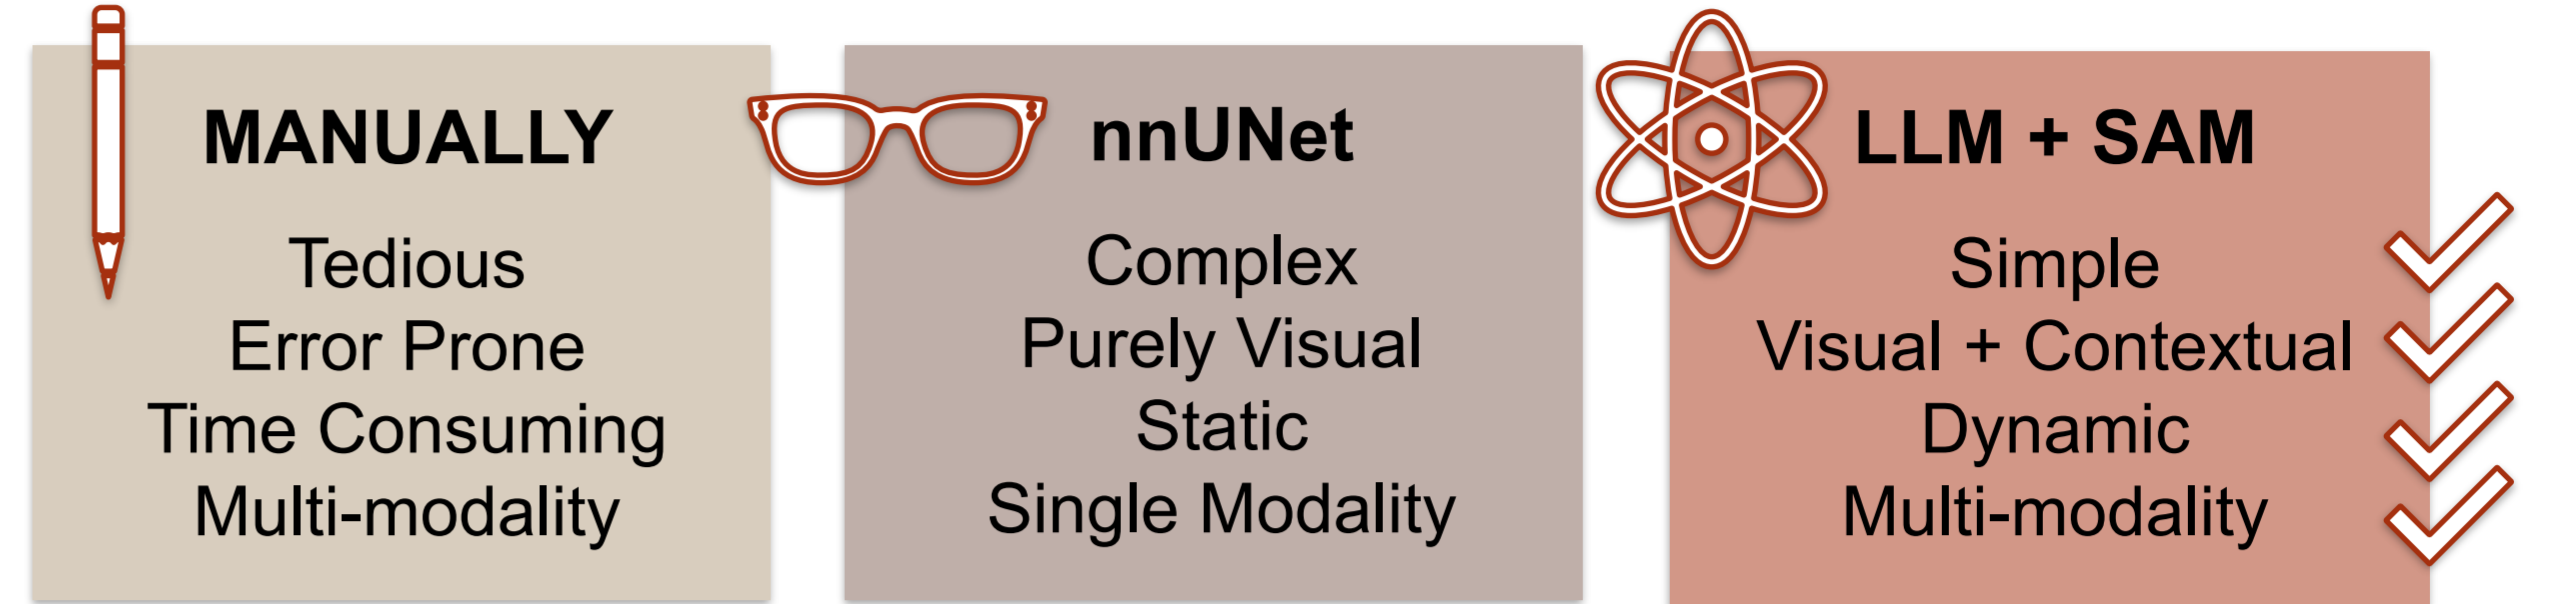 MANUALLY
Tedious
Error Prone
Time Consuming
Multi-modality
nnUNet
Complex
Purely Visual
Static
Single Modality
LLM + SAM
Simple
Visual + Contextual
Dynamic
Multi-modality